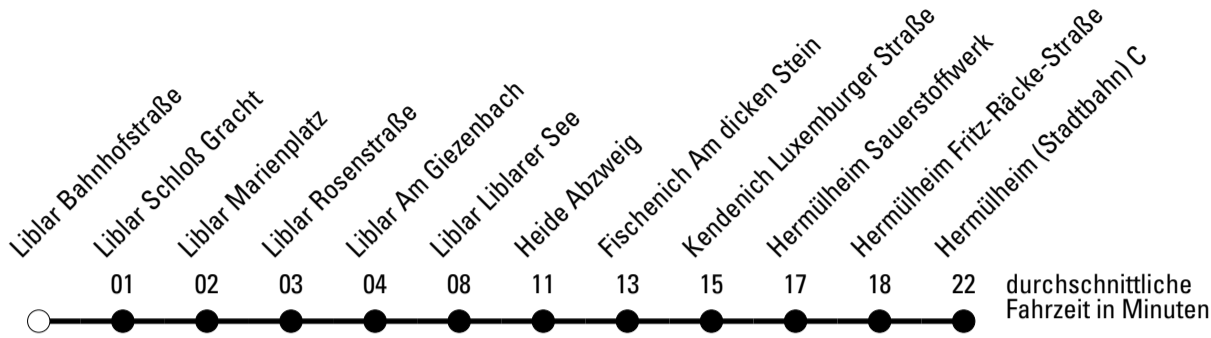 Liblar Bahnhofstraße
Liblar Schloß Gracht
Liblar Marienplatz
Liblar Rosenstraße
Liblar Am Giezenbach
Liblar Liblarer See
Heide Abzweig
Fischenich Am dicken Stein
Kendenich Luxemburger Straße
Hermülheim Sauerstoffwerk
Hermülheim Fritz-Räcke-Straße
Hermülheim (Stadtbahn) C
01 02 03 04 08 11 13 15 17 18 22
durchschnittliche
Fahrzeit in Minuten